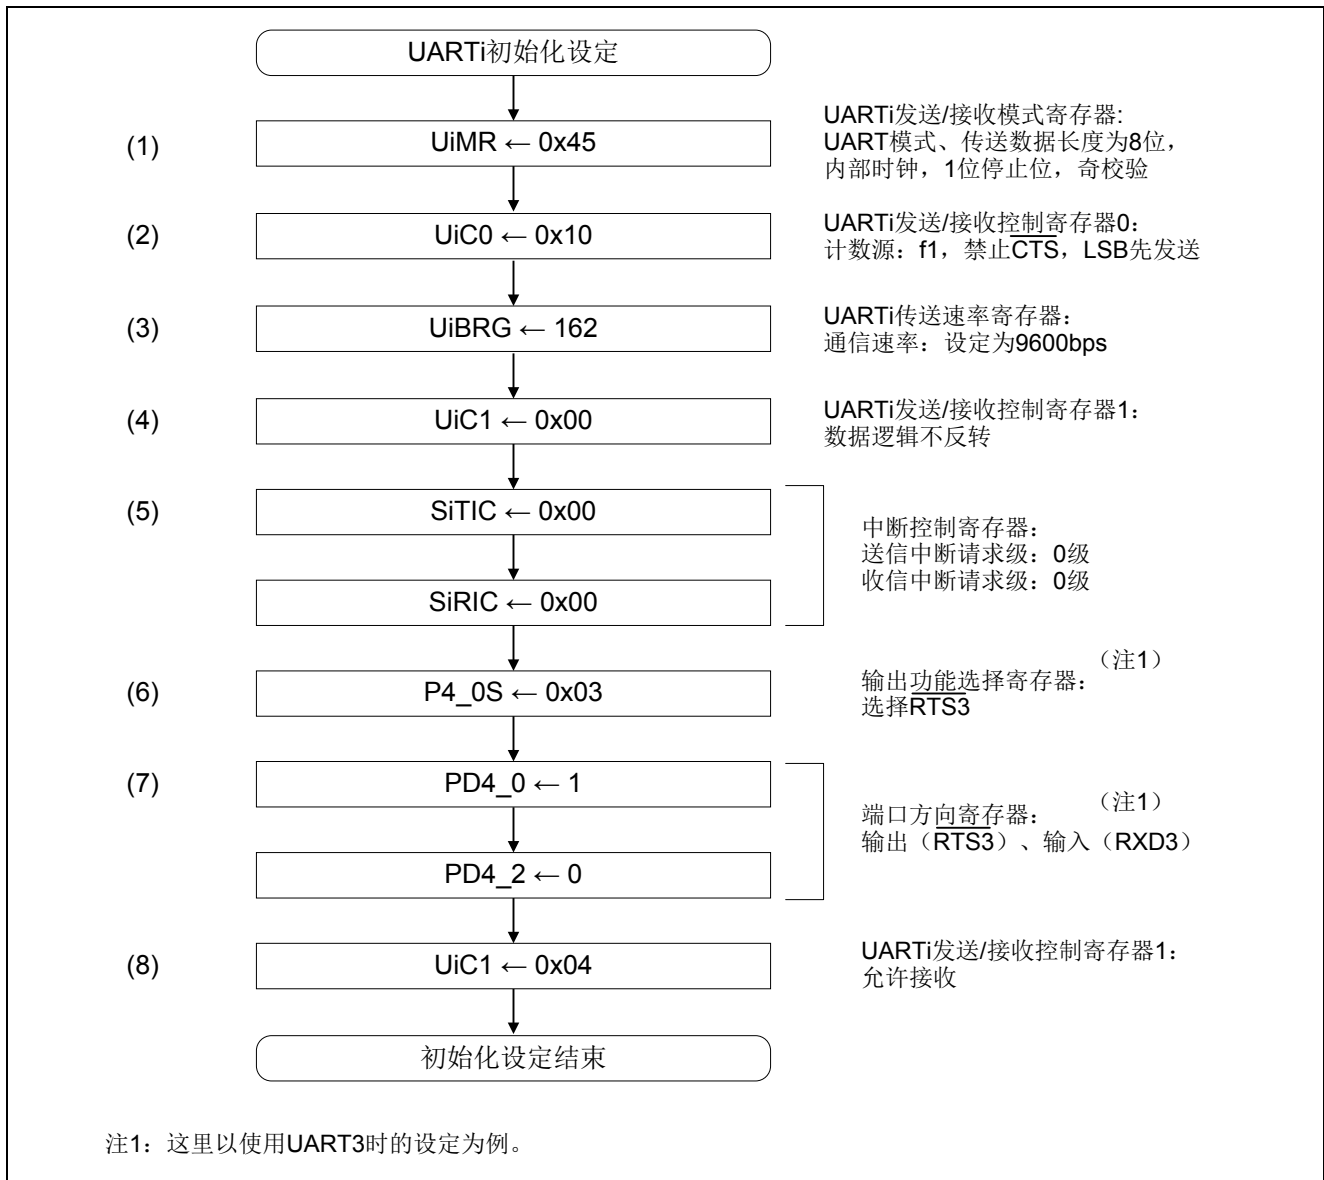 UARTi初始化设定
(1)
UiMR ← 0x45
UARTi发送/接收模式寄存器:
UART模式、传送数据长度为8位，
内部时钟，1位停止位，奇校验
(2)
UiC0 ← 0x10
UARTi发送/接收控制寄存器0：
计数源：f1，禁止CTS，LSB先发送
(3)
UiBRG ← 162
UARTi传送速率寄存器：
通信速率：设定为9600bps
(4)
UiC1 ← 0x00
UARTi发送/接收控制寄存器1：
数据逻辑不反转
(5)
SiTIC ← 0x00
SiRIC ← 0x00
中断控制寄存器：
送信中断请求级：0级
收信中断请求级：0级
(6)
P4_0S ← 0x03
（注1）
输出功能选择寄存器：
选择RTS3
(7)
PD4_0 ← 1
PD4_2 ← 0
（注1）
端口方向寄存器：
输出（RTS3）、输入（RXD3）
(8)
UiC1 ← 0x04
UARTi发送/接收控制寄存器1：
允许接收
初始化设定结束
注1：这里以使用UART3时的设定为例。